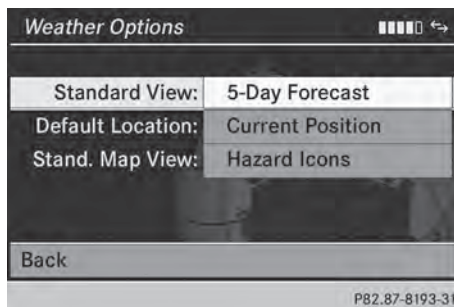 Weather Options
Standard View: 5-Day Forecast
Default Location: Current Position
Stand. Map View: Hazard Icons
Back
P82.87-8193-31